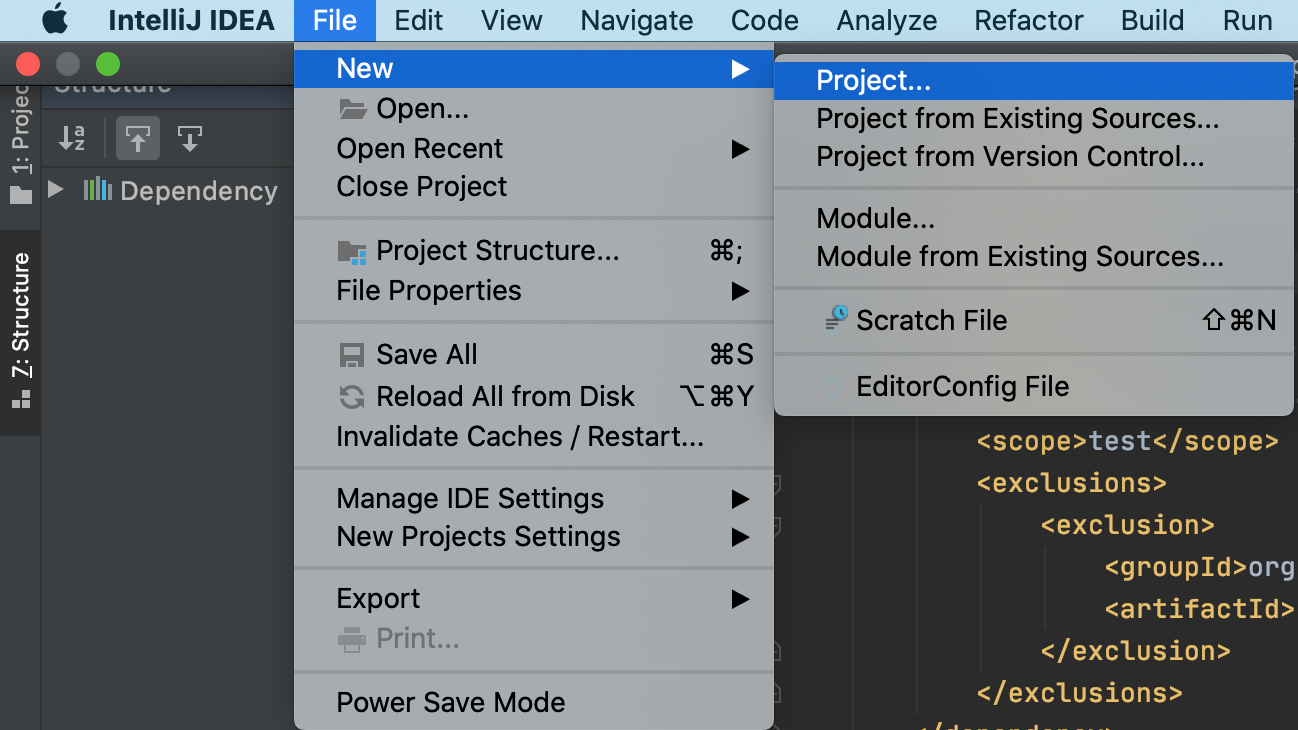 IntelliJ IDEA File Edit View Navigate Code Analyze Refactor Build Run
Structure
1: Projec
Dependency
Z: Structure
New
Open...
Open Recent
Close Project
Project Structure... ⌘;
File Properties
Save All ⌘S
Reload All from Disk ⌥⌘Y
Invalidate Caches / Restart...
Manage IDE Settings
New Projects Settings
Export
Print...
Power Save Mode
Project...
Project from Existing Sources...
Project from Version Control...
Module...
Module from Existing Sources...
Scratch File ⇧⌘N
EditorConfig File
<scope>test</scope>
<exclusions>
<exclusion>
<groupId>org
<artifactId>
</exclusion>
</exclusions>
</dependency>